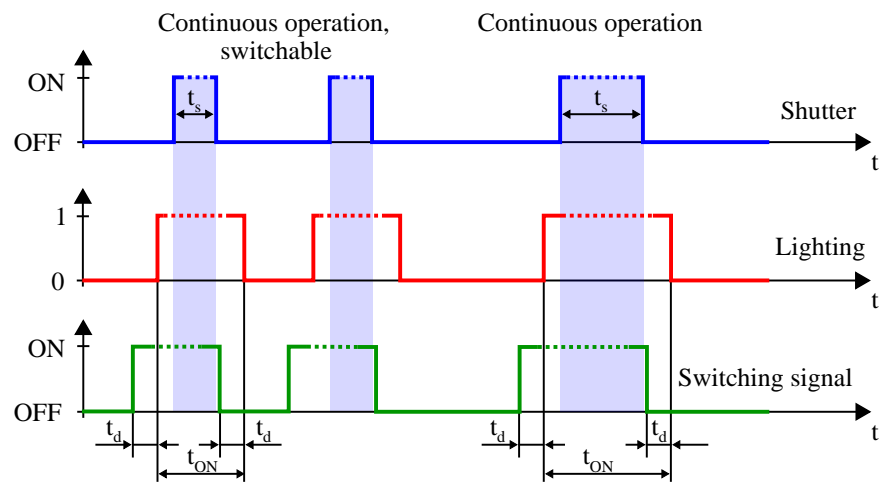 Continuous operation,
switchable
Continuous operation
ON
t_s
t_s
Shutter
OFF
t
1
Lighting
0
t
ON
Switching signal
OFF
t_d
t_d
t_d
t_d
t
t_ON
t_ON